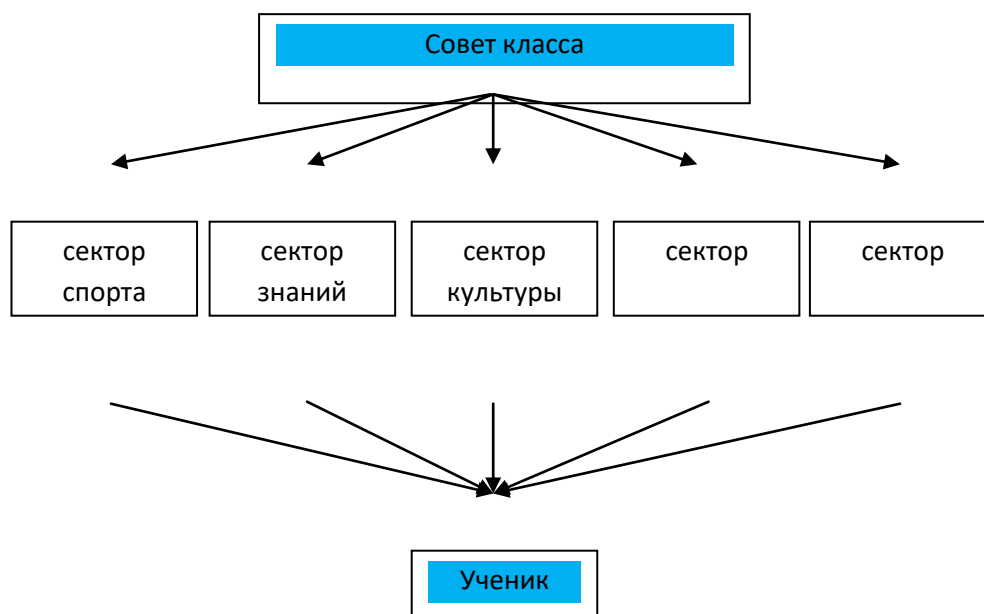 Совет класса
сектор
спорта
сектор
знаний
сектор
культуры
сектор
сектор
Ученик